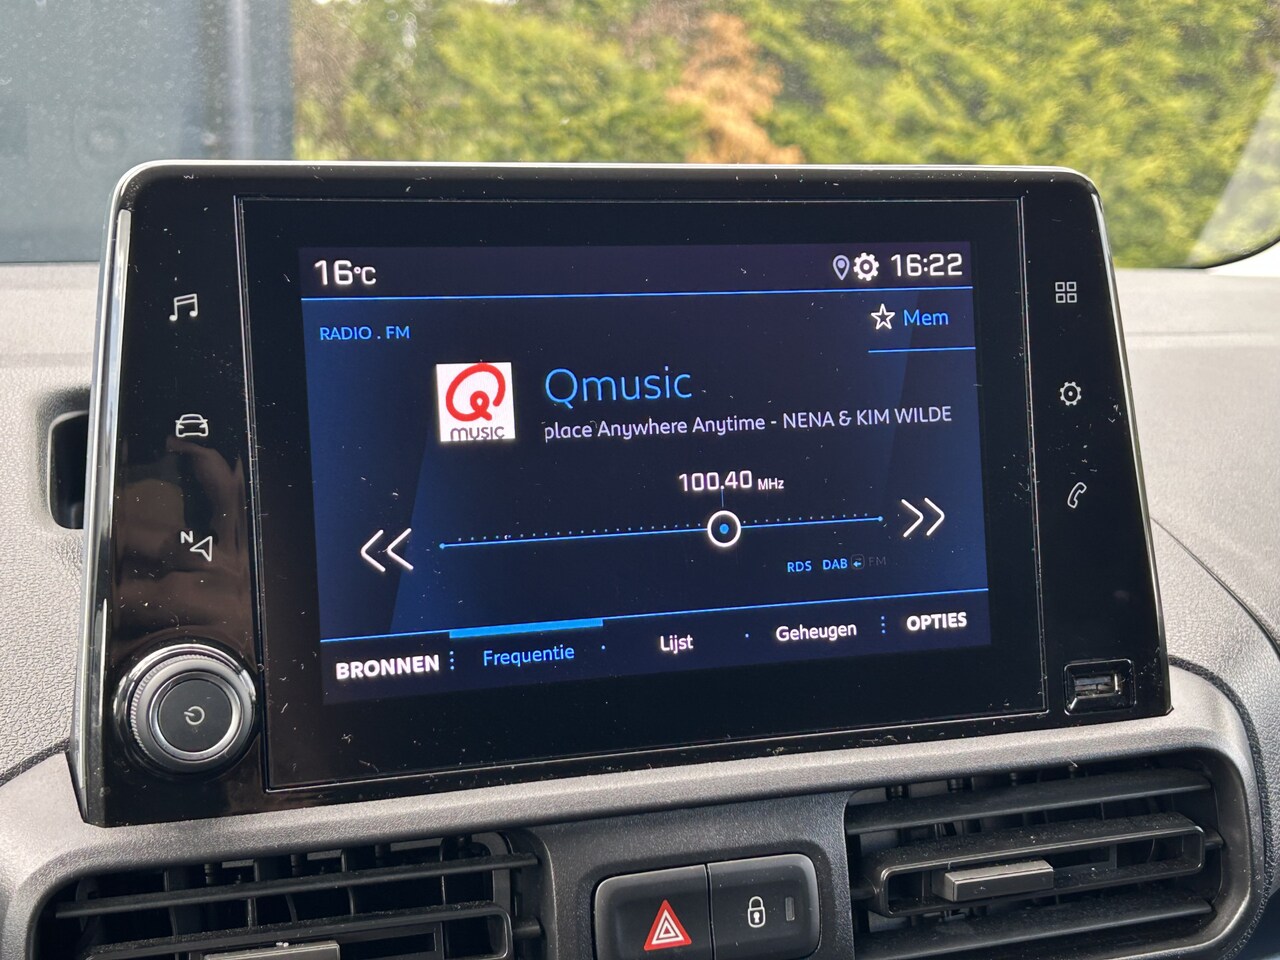 16°C
16:22
RADIO . FM
Mem
Q
MUSIC
Qmusic
place Anywhere Anytime - NENA & KIM WILDE
100.40 MHz
N
RDS DAB FM
BRONNEN
Frequentie
Lijst
Geheugen
OPTIES